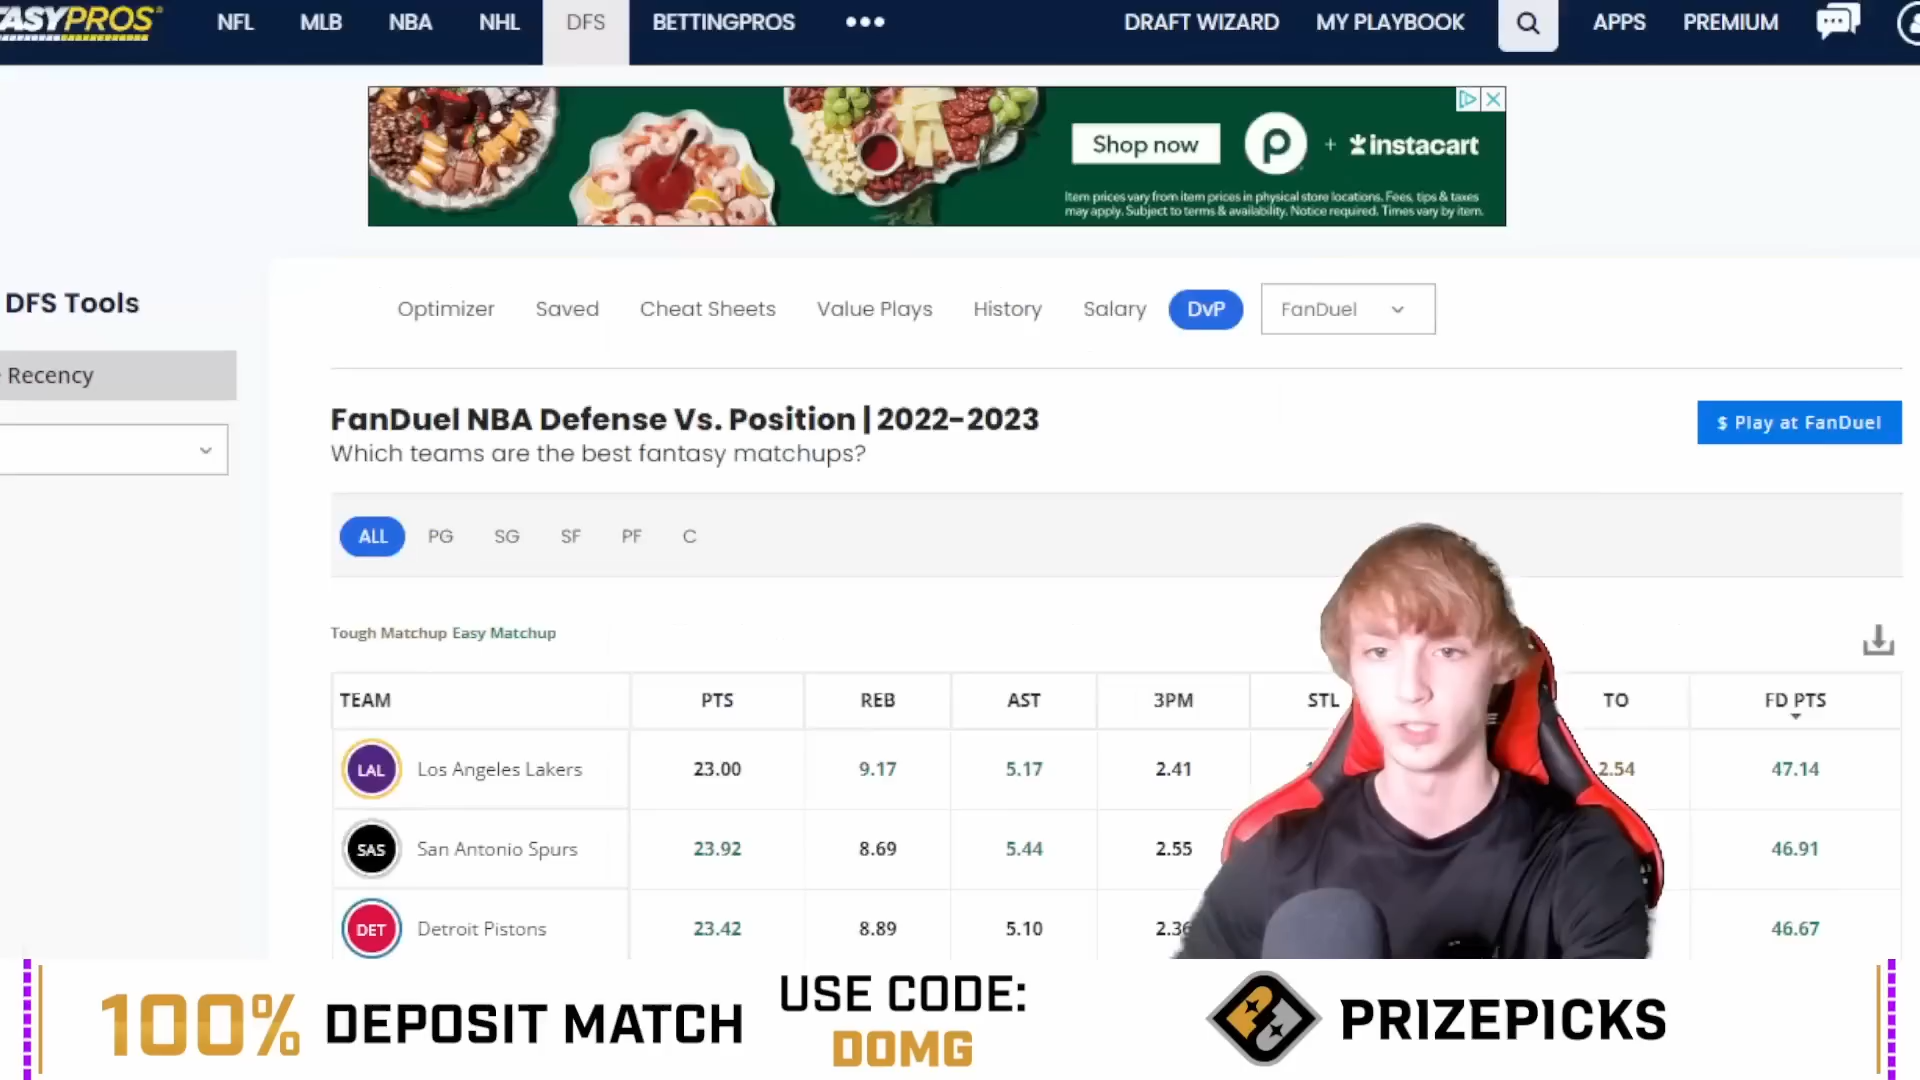 ASYPROS
NFL
MLB
NBA
NHL
DFS
BETTINGPROS
DRAFT WIZARD
MY PLAYBOOK
APPS
PREMIUM
Shop now
P + instacart
Item prices vary from item prices in physical store locations. Fees, tips & taxes
may apply. Subject to terms & availability. Notice required. Times vary by item.
DFS Tools
Recency
Optimizer
Saved
Cheat Sheets
Value Plays
History
Salary
DvP
FanDuel
FanDuel NBA Defense Vs. Position | 2022-2023
Which teams are the best fantasy matchups?
$ Play at FanDuel
ALL PG SG SF PF C
Tough Matchup Easy Matchup
TEAM PTS REB AST 3PM STL TO FD PTS
LAL Los Angeles Lakers 23.00 9.17 5.17 2.41 2.54 47.14
SAS San Antonio Spurs 23.92 8.69 5.44 2.55 46.91
DET Detroit Pistons 23.42 8.89 5.10 2.36 46.67
100% DEPOSIT MATCH
USE CODE:
DOMG
PRIZEPICKS